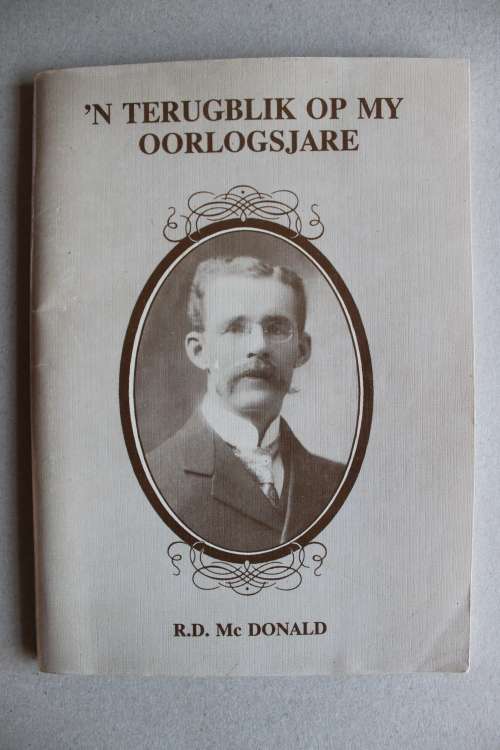 ’N TERUGBLIK OP MY
OORLOGSJARE
R.D. Mc DONALD